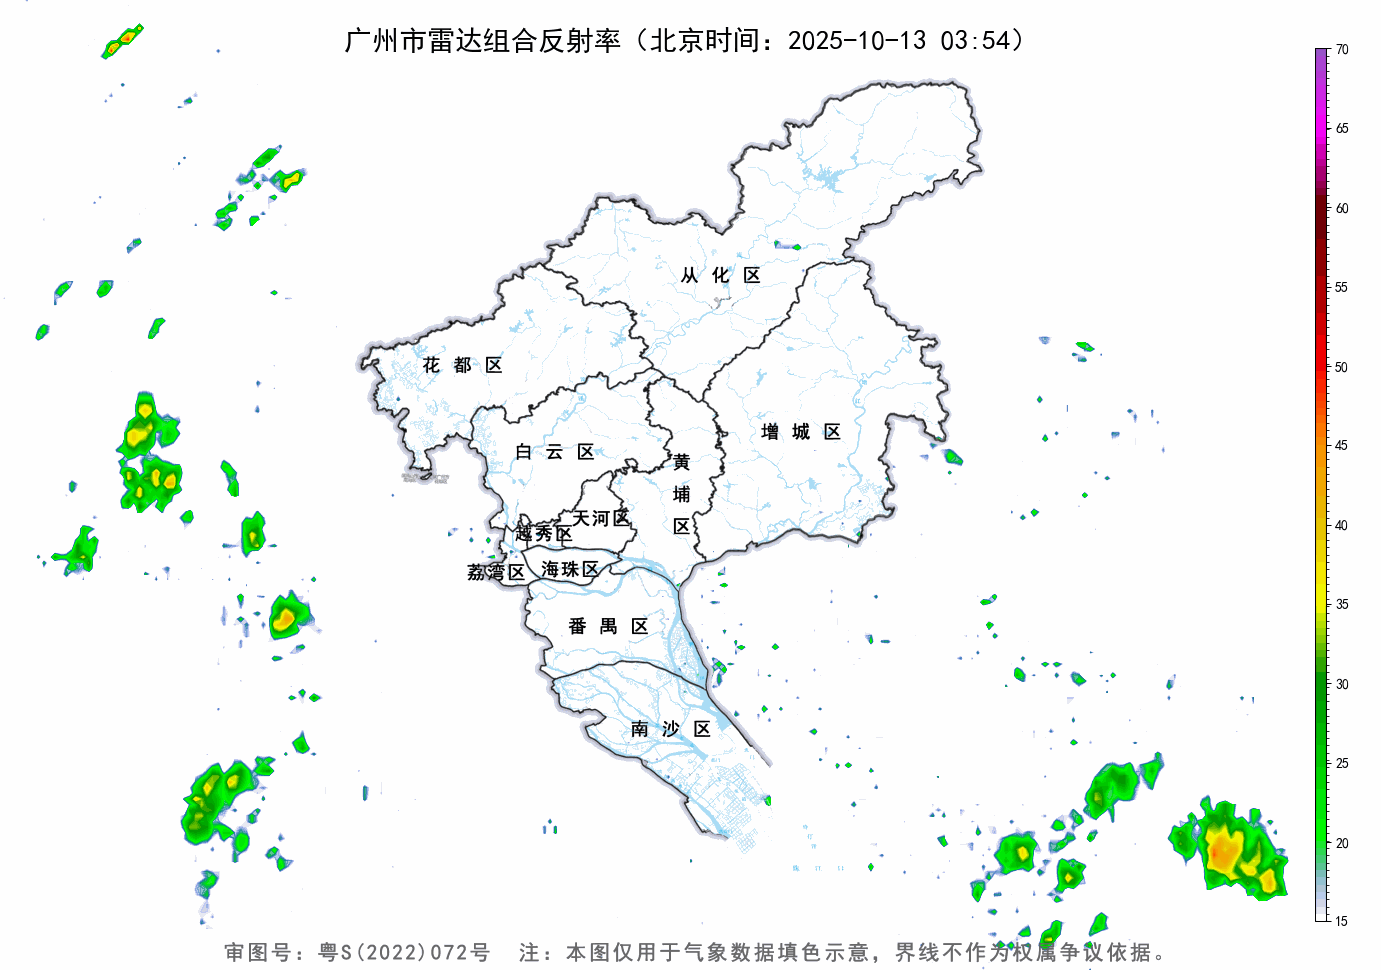 广州市雷达组合反射率（北京时间：2025-10-13 03:54）
70
65
60
55
50
45
40
35
30
25
20
15
从化区
花都区
增城区
白云区
黄埔区
天河区
越秀区
荔湾区
海珠区
番禺区
南沙区
审图号：粤S(2022)072号 注：本图仅用于气象数据填色示意，界线不作为权属争议依据。